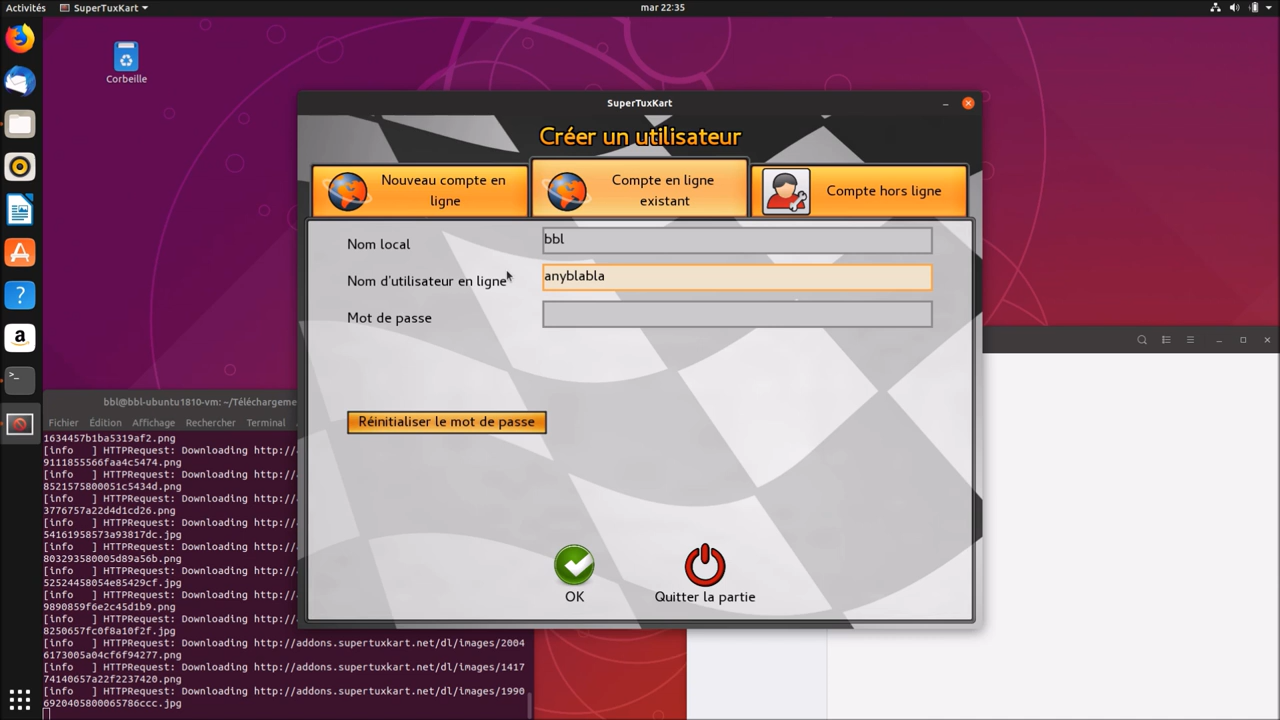 Activités
SuperTuxKart
mar 22:35
Corbeille
SuperTuxKart
Créer un utilisateur
Nouveau compte en
ligne
Compte en ligne
existant
Compte hors ligne
Nom local
bbl
Nom d'utilisateur en ligne
anyblabla
Mot de passe
Réinitialiser le mot de passe
OK
Quitter la partie
bbl@bbl-ubuntu1810-vm: ~/Téléchargeme
Fichier Édition Affichage Rechercher Terminal
1634457b1ba5319af2.png
[info ] HTTPRequest: Downloading http://
9111855566faa4c5474.png
[info ] HTTPRequest: Downloading http://
8521575800051c5434d.png
[info ] HTTPRequest: Downloading http://
3776757a22d4d1cd26.png
[info ] HTTPRequest: Downloading http://
54161958573a93817dc.jpg
[info ] HTTPRequest: Downloading http://
803293580005d89a56b.png
[info ] HTTPRequest: Downloading http://
52524458054e85429cf.jpg
[info ] HTTPRequest: Downloading http://
9890859f6e2c45d1b9.png
[info ] HTTPRequest: Downloading http://
8250657fc0f8a10f2f.jpg
[info ] HTTPRequest: Downloading http://addons.supertuxkart.net/dl/images/2004
6173005a04cf6f94277.png
[info ] HTTPRequest: Downloading http://addons.supertuxkart.net/dl/images/1417
74140657a22f2237420.png
[info ] HTTPRequest: Downloading http://addons.supertuxkart.net/dl/images/1990
6920405800065786ccc.jpg